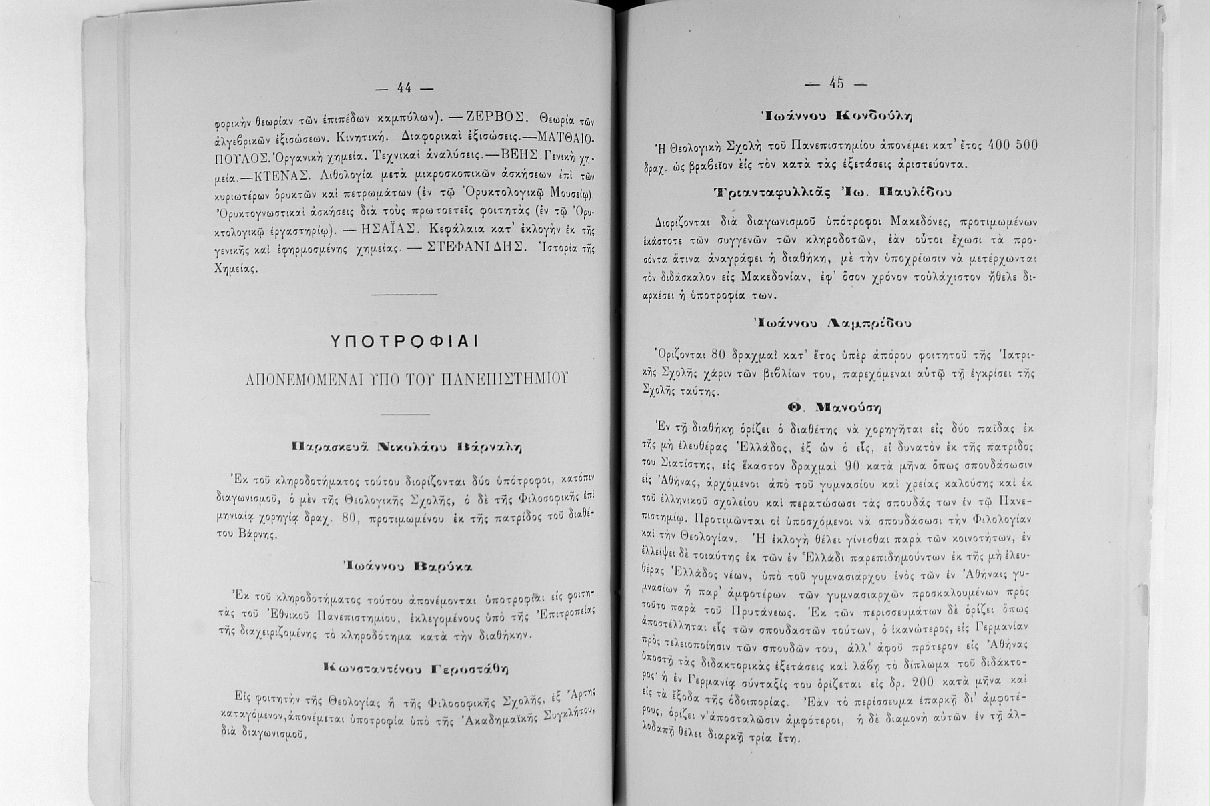 — 44 —
φορικὴν θεωρίαν τῶν ἐπιπέδων καμπύλων). — ΖΕΡΒΟΣ. Θεωρία τῶν
ἀλγεβρικῶν ἐξισώσεων. Κινητική. Διαφορικαὶ ἐξισώσεις.—ΜΑΤΘΑΙΟ-
ΠΟΥΛΟΣ. Ὀργανικὴ χημεία. Τεχνικαὶ ἀναλύσεις.—ΒΕΗΣ Γενικὴ χη-
μεία.—ΚΤΕΝΑΣ. Λιθολογία μετὰ μικροσκοπικῶν ἀσκήσεων ἐπὶ τῶν
κυριωτέρων ὀρυκτῶν καὶ πετρωμάτων (ἐν τῷ Ὀρυκτολογικῷ Μουσείῳ)
Ὀρυκτογνωστικαὶ ἀσκήσεις διὰ τοὺς πρωτοετεῖς φοιτητὰς (ἐν τῷ Ὀρυ-
κτολογικῷ ἐργαστηρίῳ). — ΗΣΑΪΑΣ. Κεφάλαια κατ' ἐκλογὴν ἐκ τῆς
γενικῆς καὶ ἐφηρμοσμένης χημείας. — ΣΤΕΦΑΝΙΔΗΣ. Ἱστορία τῆς
Χημείας.
ΥΠΟΤΡΟΦΙΑΙ
ΑΠΟΝΕΜΟΜΕΝΑΙ ΥΠΟ ΤΟΥ ΠΑΝΕΠΙΣΤΗΜΙΟΥ
Παρασκευᾶ Νικολάου Βάρναλη
Ἐκ τοῦ κληροδοτήματος τούτου διορίζονται δύο ὑπότροφοι, κατόπιν
διαγωνισμοῦ, ὁ μὲν τῆς Θεολογικῆς Σχολῆς, ὁ δὲ τῆς Φιλοσοφικῆς ἐπὶ
μηνιαίᾳ χορηγίᾳ δραχ. 80, προτιμωμένου ἐκ τῆς πατρίδος τοῦ διαθέ-
του Βάρνης.
Ἰωάννου Βαρύκα
Ἐκ τοῦ κληροδοτήματος τούτου ἀπονέμονται ὑποτροφίαι εἰς φοιτη-
τὰς τοῦ Ἐθνικοῦ Πανεπιστημίου, ἐκλεγομένους ὑπὸ τῆς Ἐπιτροπείας
τῆς διαχειριζομένης τὸ κληροδότημα κατὰ τὴν διαθήκην.
Κωνσταντίνου Γεροστάθη
Εἰς φοιτητὴν τῆς Θεολογίας ἢ τῆς Φιλοσοφικῆς Σχολῆς, ἐξ Ἄρτης
καταγόμενον, ἀπονέμεται ὑποτροφία ὑπὸ τῆς Ἀκαδημαϊκῆς Συγκλήτου,
διὰ διαγωνισμοῦ.
— 45 —
Ἰωάννου Κονδούλη
Ἡ Θεολογικὴ Σχολὴ τοῦ Πανεπιστημίου ἀπονέμει κατ' ἔτος 400 500
δραχ. ὡς βραβεῖον εἰς τὸν κατὰ τὰς ἐξετάσεις ἀριστεύοντα.
Τριανταφυλλιᾶς Ἰω. Παυλίδου
Διορίζονται διὰ διαγωνισμοῦ ὑπότροφοι Μακεδόνες, προτιμωμένων
ἑκάστοτε τῶν συγγενῶν τῶν κληροδοτῶν, ἐὰν οὗτοι ἔχωσι τὰ προ-
σόντα ἅτινα ἀναγράφει ἡ διαθήκη, μὲ τὴν ὑποχρέωσιν νὰ μετέρχωνται
τὸν διδάσκαλον εἰς Μακεδονίαν, ἐφ' ὅσον χρόνον τοὐλάχιστον ἤθελε δι-
αρκέσει ἡ ὑποτροφία των.
Ἰωάννου Λαμπρίδου
Ὁρίζονται 80 δραχμαὶ κατ' ἔτος ὑπὲρ ἀπόρου φοιτητοῦ τῆς Ἰατρι-
κῆς Σχολῆς χάριν τῶν βιβλίων του, παρεχόμεναι αὐτῷ τῇ ἐγκρίσει τῆς
Σχολῆς ταύτης.
Θ. Μανούση
Ἐν τῇ διαθήκῃ ὁρίζει ὁ διαθέτης νὰ χορηγῆται εἰς δύο παῖδας ἐκ
τῆς μὴ ἐλευθέρας Ἑλλάδος, ἐξ ὧν ὁ εἷς, εἰ δυνατὸν ἐκ τῆς πατρίδος
του Σιατίστης, εἰς ἕκαστον δραχμαὶ 90 κατὰ μῆνα ὅπως σπουδάσωσιν
εἰς Ἀθήνας, ἀρχόμενοι ἀπὸ τοῦ γυμνασίου καὶ χρείας καλούσης καὶ ἐκ
τοῦ ἑλληνικοῦ σχολείου καὶ περατώσωσι τὰς σπουδάς των ἐν τῷ Πανε-
πιστημίῳ. Προτιμῶνται οἱ ὑποσχόμενοι νὰ σπουδάσωσι τὴν Φιλολογίαν
καὶ τὴν Θεολογίαν. Ἡ ἐκλογὴ θέλει γίνεσθαι παρὰ τῶν κοινοτήτων, ἐν
ἐλλείψει δὲ τοιαύτης ἐκ τῶν ἐν Ἑλλάδι παρεπιδημούντων ἐκ τῆς μὴ ἐλευ-
θέρας Ἑλλάδος νέων, ὑπὸ τοῦ γυμνασιάρχου ἑνὸς τῶν ἐν Ἀθήναις γυ-
μνασίων ἢ παρ' ἀμφοτέρων τῶν γυμνασιαρχῶν προσκαλουμένων πρὸς
τοῦτο παρὰ τοῦ Πρυτάνεως. Ἐκ τῶν περισσευμάτων δὲ ὁρίζει ὅπως
ἀποστέλληται εἷς τῶν σπουδαστῶν τούτων, ὁ ἱκανώτερος, εἰς Γερμανίαν
πρὸς τελειοποίησιν τῶν σπουδῶν του, ἀλλ' ἀφοῦ πρότερον εἰς Ἀθήνας
ὑποστῇ τὰς διδακτορικὰς ἐξετάσεις καὶ λάβῃ τὸ δίπλωμα τοῦ διδάκτο-
ρος· ἡ ἐν Γερμανίᾳ σύνταξίς του ὁρίζεται εἰς δρ. 200 κατὰ μῆνα καὶ
εἰς τὰ ἔξοδα τῆς ὁδοιπορίας. Ἐὰν τὸ περίσσευμα ἐπαρκῇ δι' ἀμφοτέ-
ρους, ὁρίζει ν' ἀποσταλῶσιν ἀμφότεροι, ἡ δὲ διαμονὴ αὐτῶν ἐν τῇ ἀλ-
λοδαπῇ θέλει διαρκῇ τρία ἔτη.